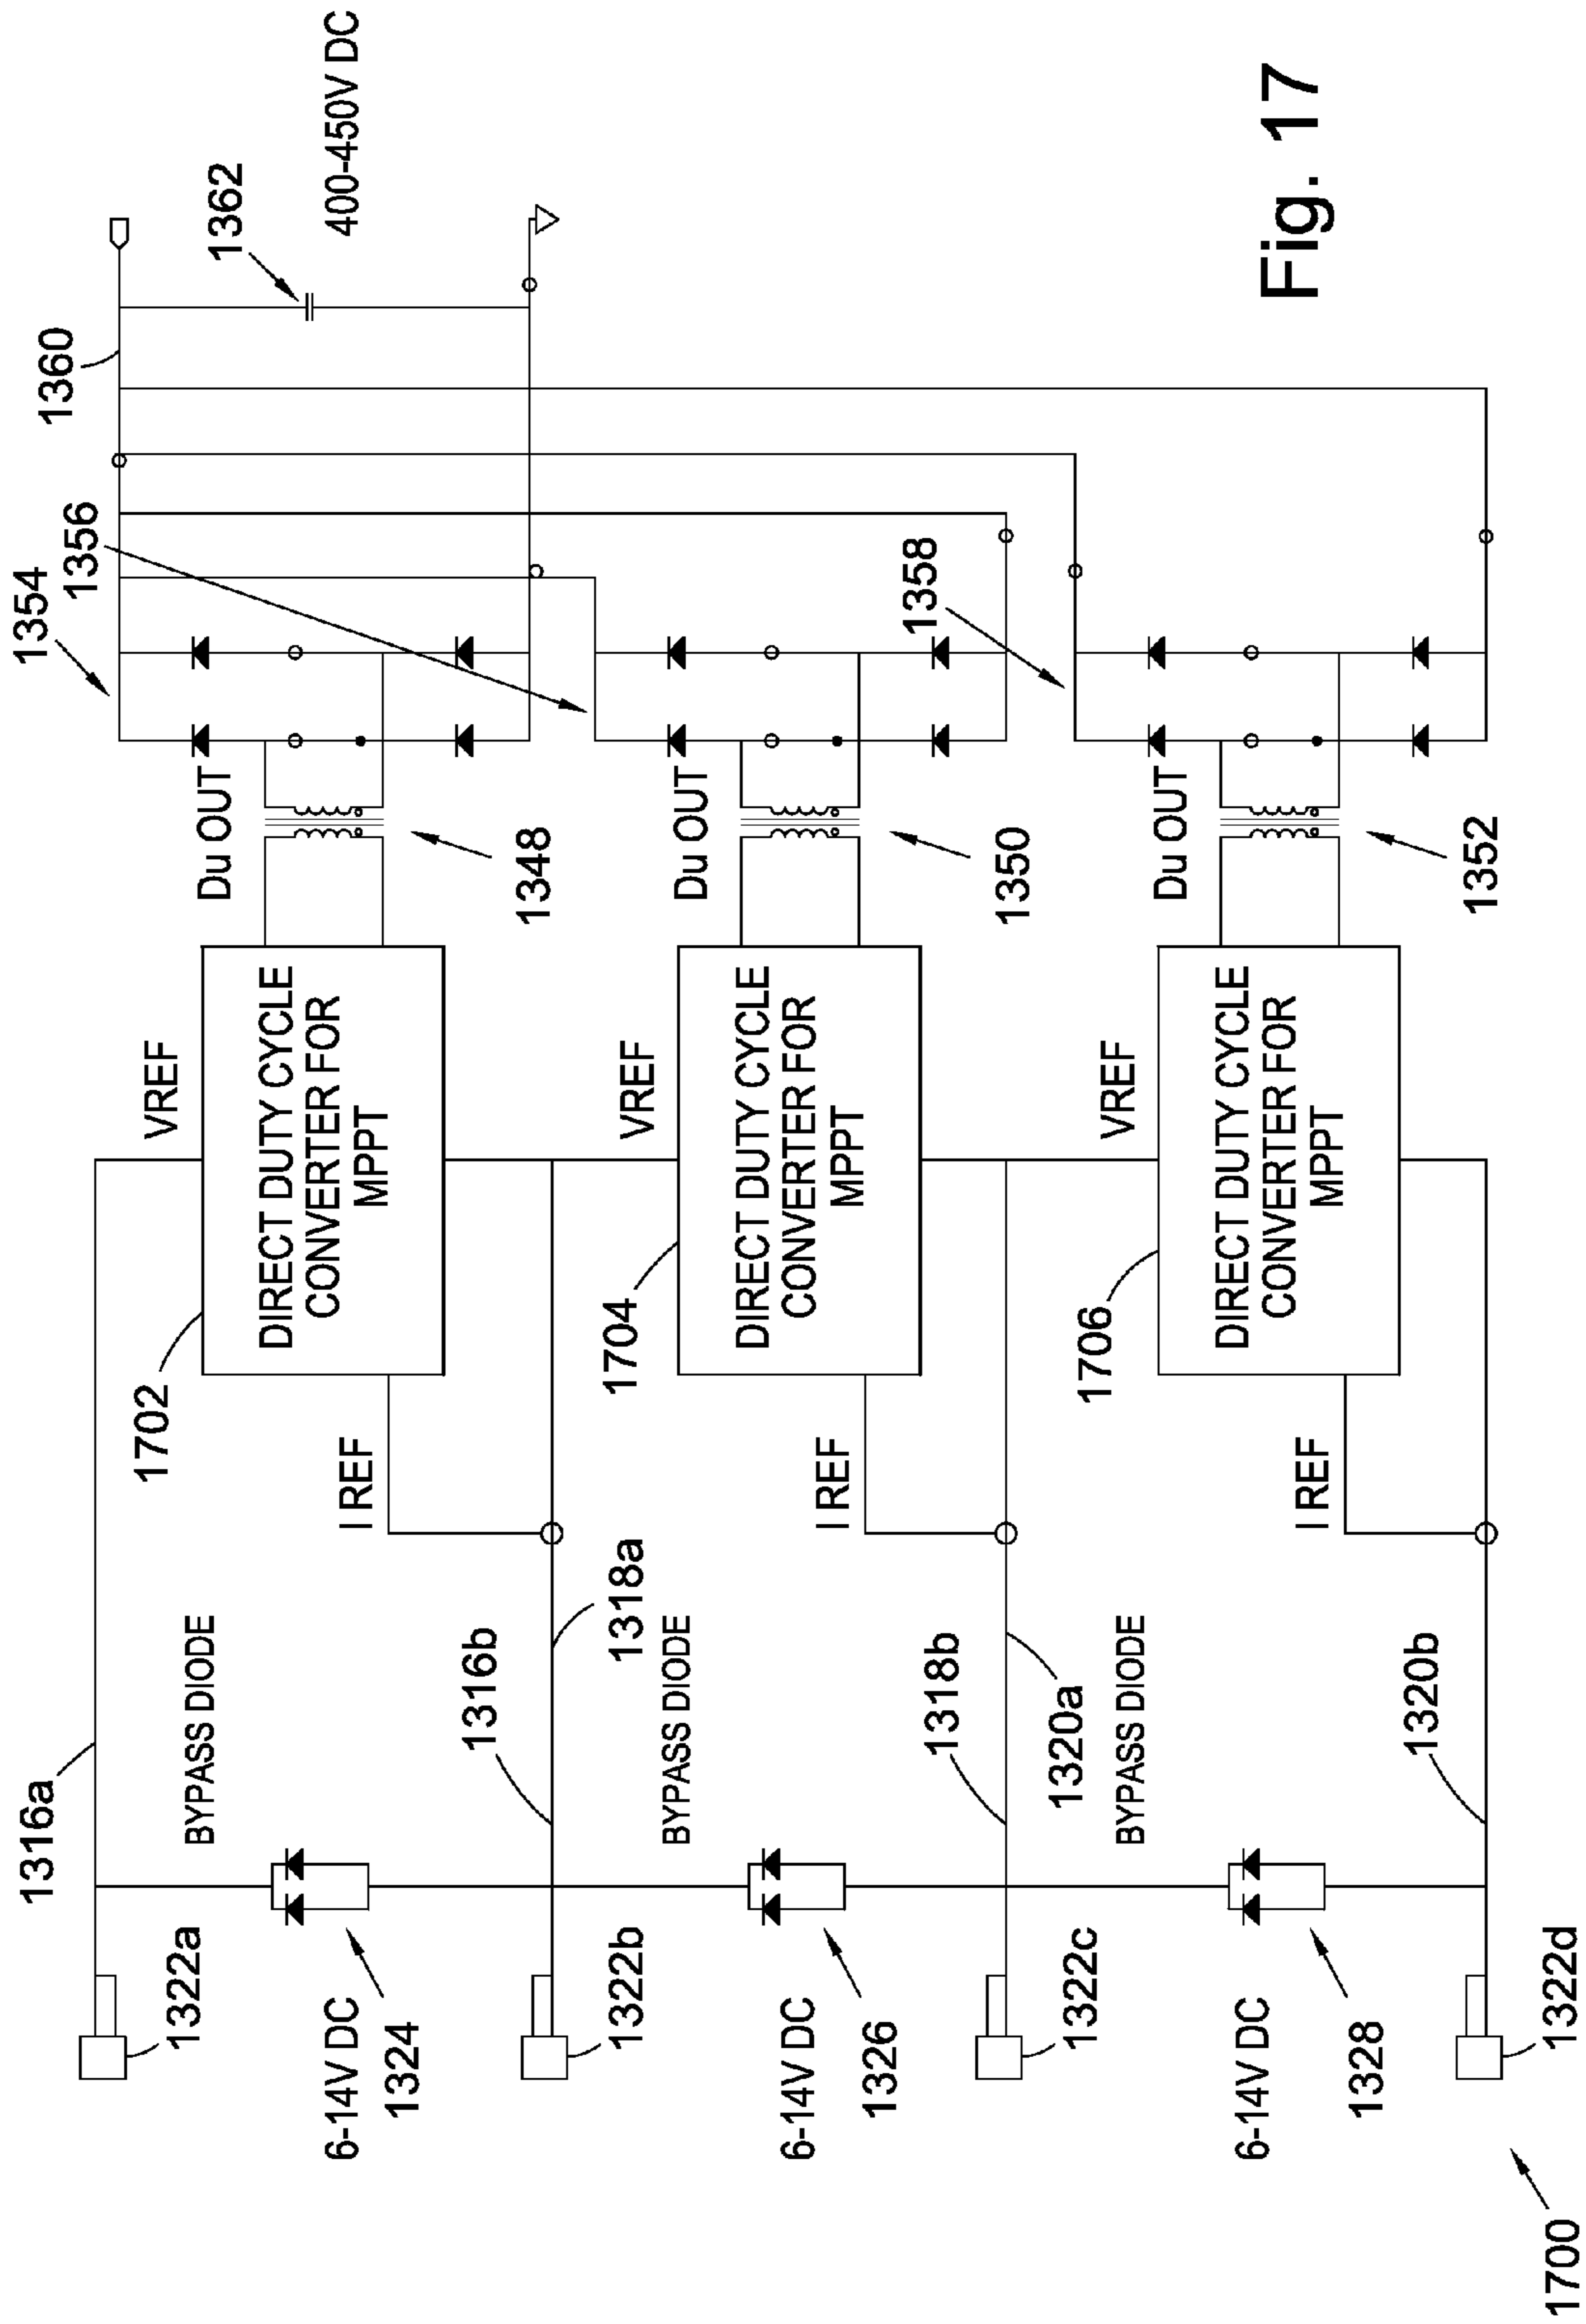 1354
1356
1360
1362
400-450V DC
1358
Fig. 17
Du OUT
1348
Du OUT
1350
Du OUT
1352
VREF
DIRECT DUTY CYCLE
CONVERTER FOR
MPPT
1702
VREF
DIRECT DUTY CYCLE
CONVERTER FOR
MPPT
1704
VREF
DIRECT DUTY CYCLE
CONVERTER FOR
MPPT
1706
I REF
I REF
I REF
1316a
BYPASS DIODE
1316b
1318a
BYPASS DIODE
1318b
1320a
BYPASS DIODE
1320b
1322a
6-14V DC
1324
1322b
6-14V DC
1326
1322c
6-14V DC
1328
1322d
1700